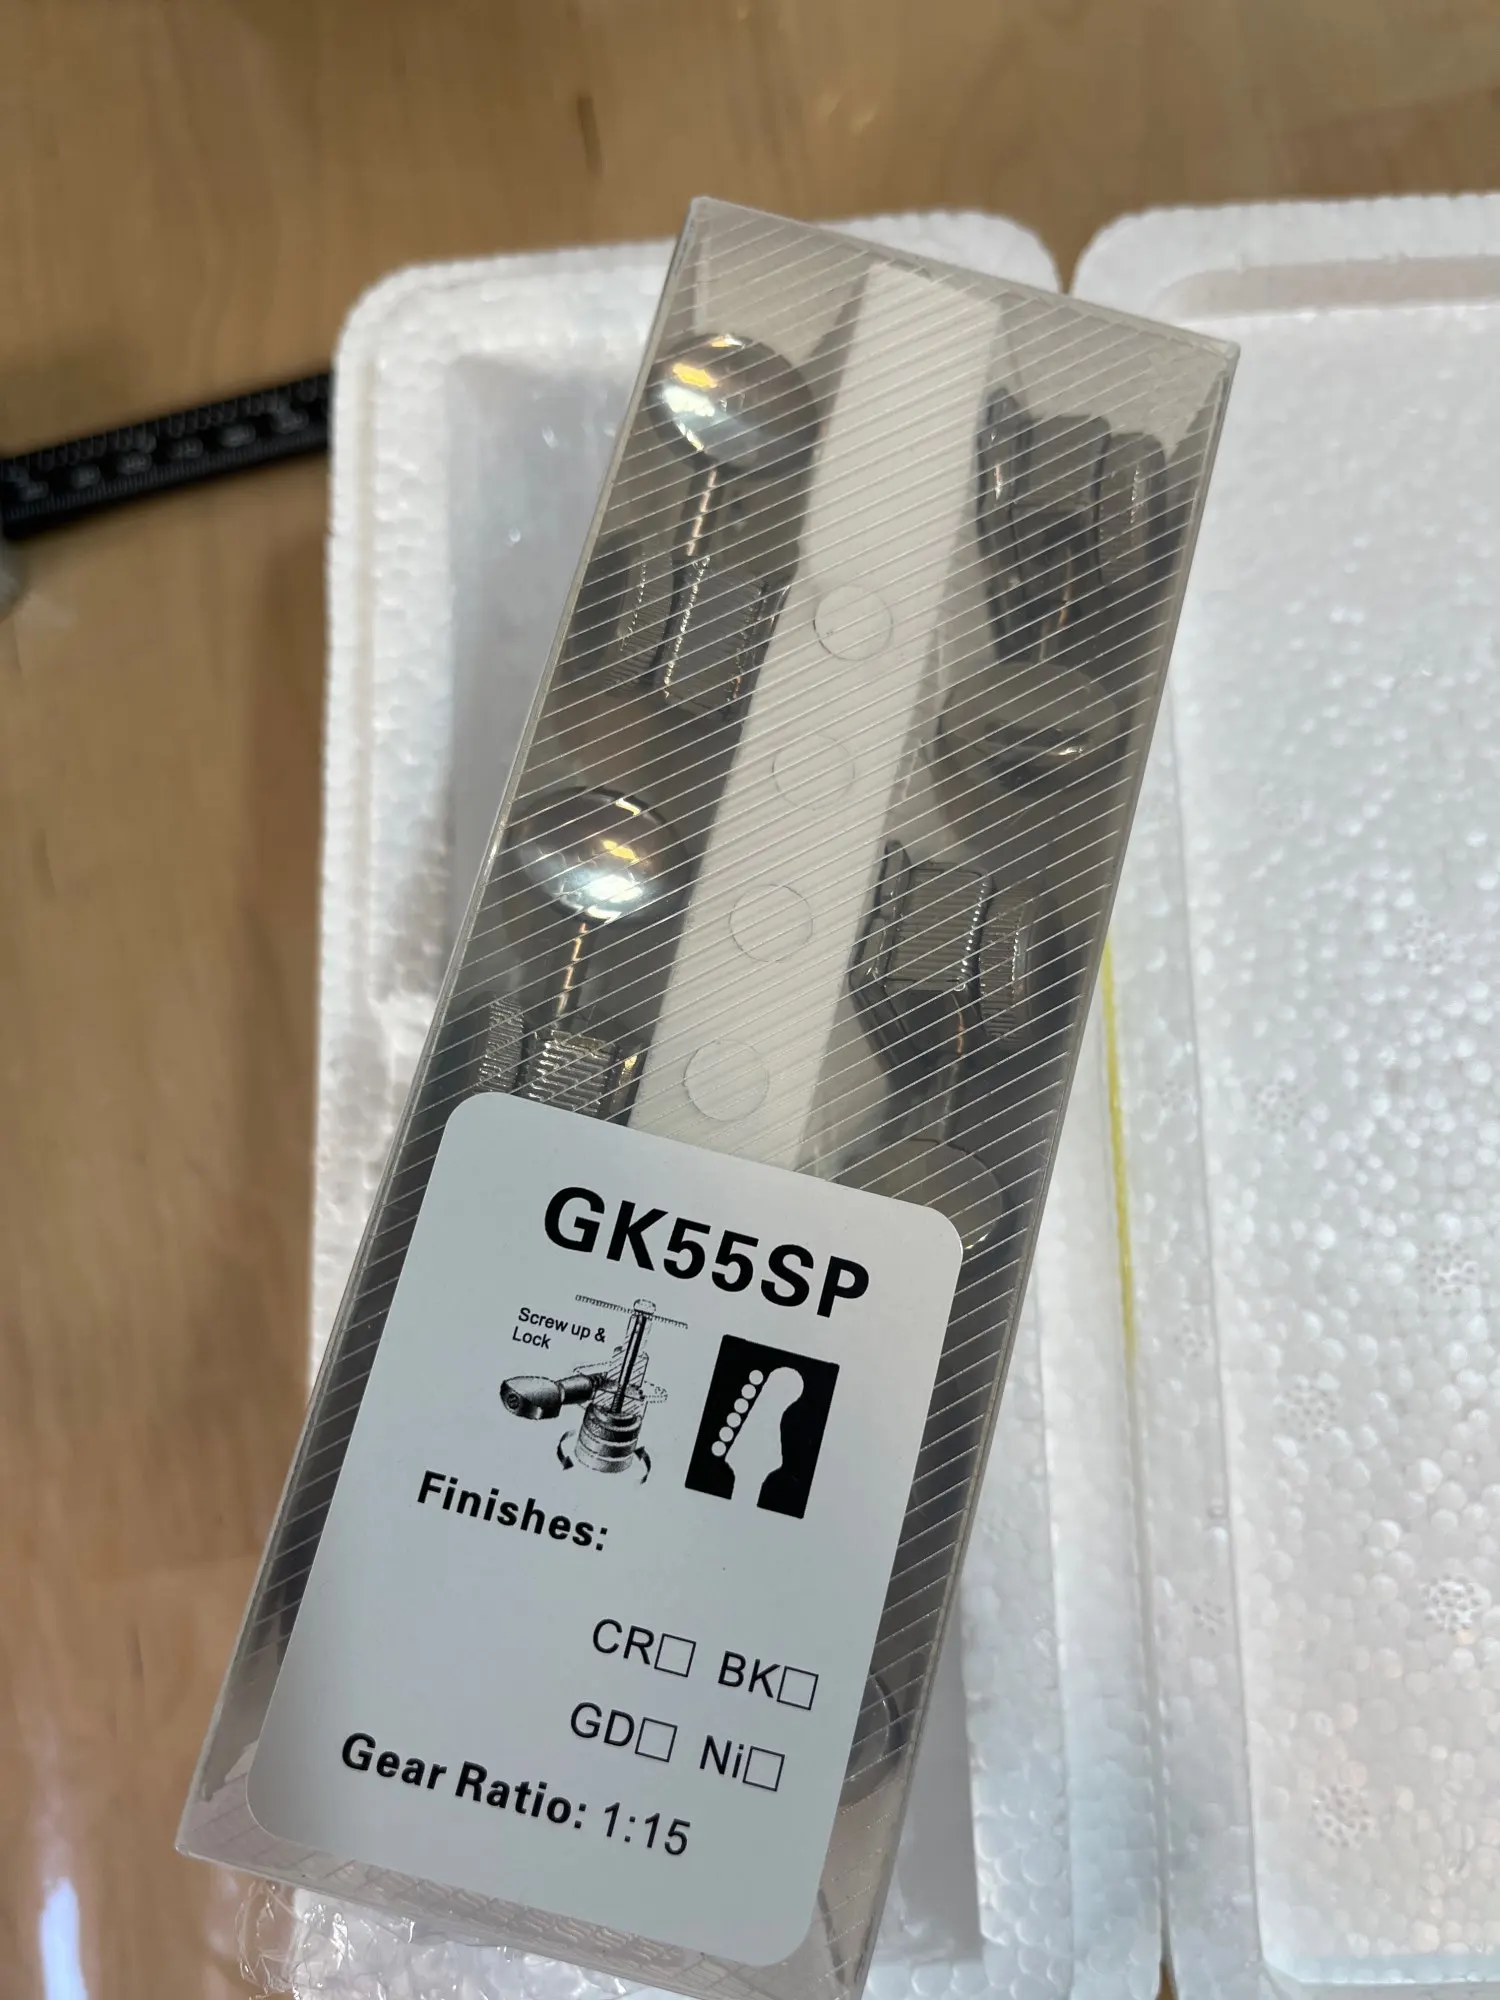 GK55SP
Screw up &
Lock
Finishes:
CR□ BK□
GD□ Ni□
Gear Ratio: 1:15